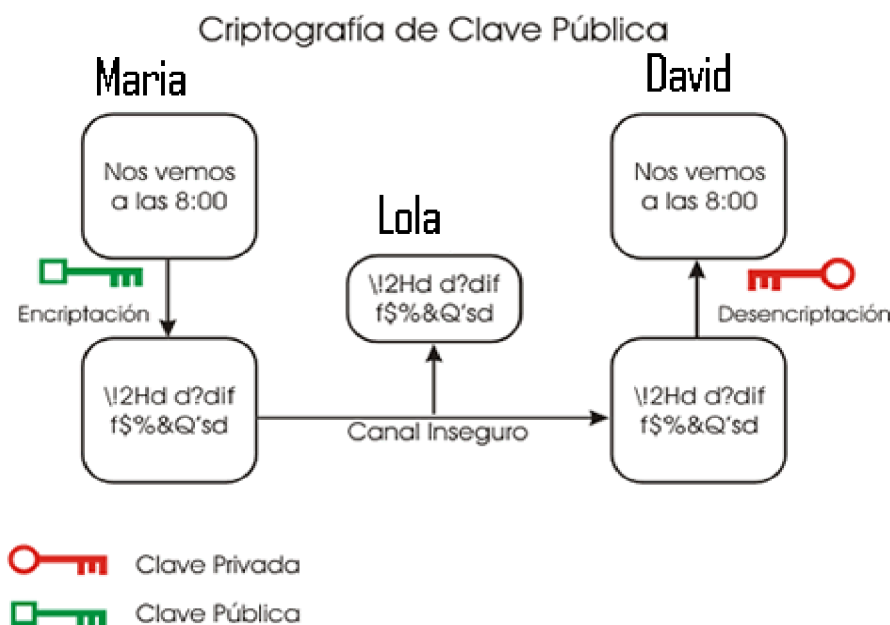 Criptografía de Clave Pública
Maria
David
Nos vemos
a las 8:00
Nos vemos
a las 8:00
Lola
\!2Hd d?dif
f$%&Q'sd
Encriptación
Desencriptación
\!2Hd d?dif
f$%&Q'sd
\!2Hd d?dif
f$%&Q'sd
Canal Inseguro
Clave Privada
Clave Pública